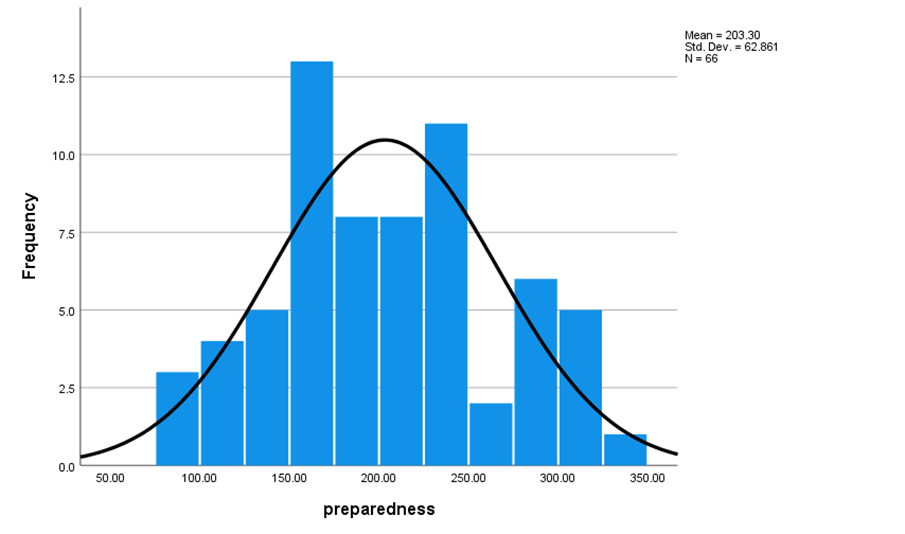 Mean = 203.30
Std. Dev. = 62.861
N = 66
Frequency
12.5
10.0
7.5
5.0
2.5
0.0
50.00 100.00 150.00 200.00 250.00 300.00 350.00
preparedness